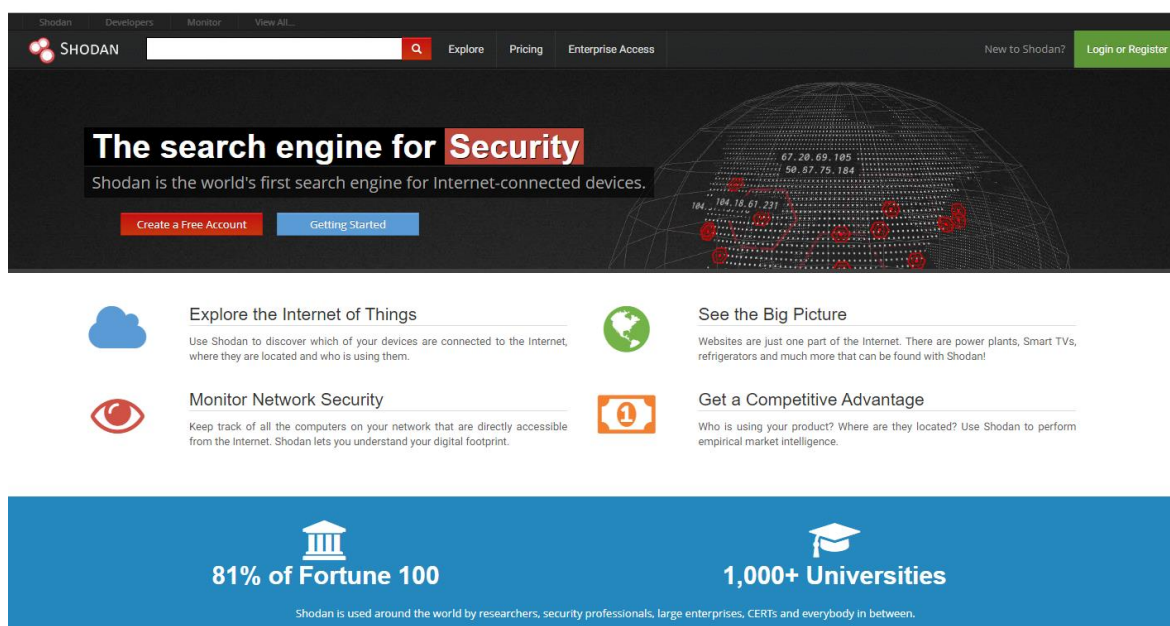 Shodan Developers Monitor View All...
SHODAN Explore Pricing Enterprise Access New to Shodan? Login or Register
The search engine for Security
Shodan is the world's first search engine for Internet-connected devices.
Create a Free Account Getting Started
67.20.69.105
50.87.75.184
104. 104.18.61.231
Explore the Internet of Things
Use Shodan to discover which of your devices are connected to the Internet,
where they are located and who is using them.
See the Big Picture
Websites are just one part of the Internet. There are power plants, Smart TVs,
refrigerators and much more that can be found with Shodan!
Monitor Network Security
Keep track of all the computers on your network that are directly accessible
from the Internet. Shodan lets you understand your digital footprint.
1
Get a Competitive Advantage
Who is using your product? Where are they located? Use Shodan to perform
empirical market intelligence.
81% of Fortune 100
1,000+ Universities
Shodan is used around the world by researchers, security professionals, large enterprises, CERTs and everybody in between.